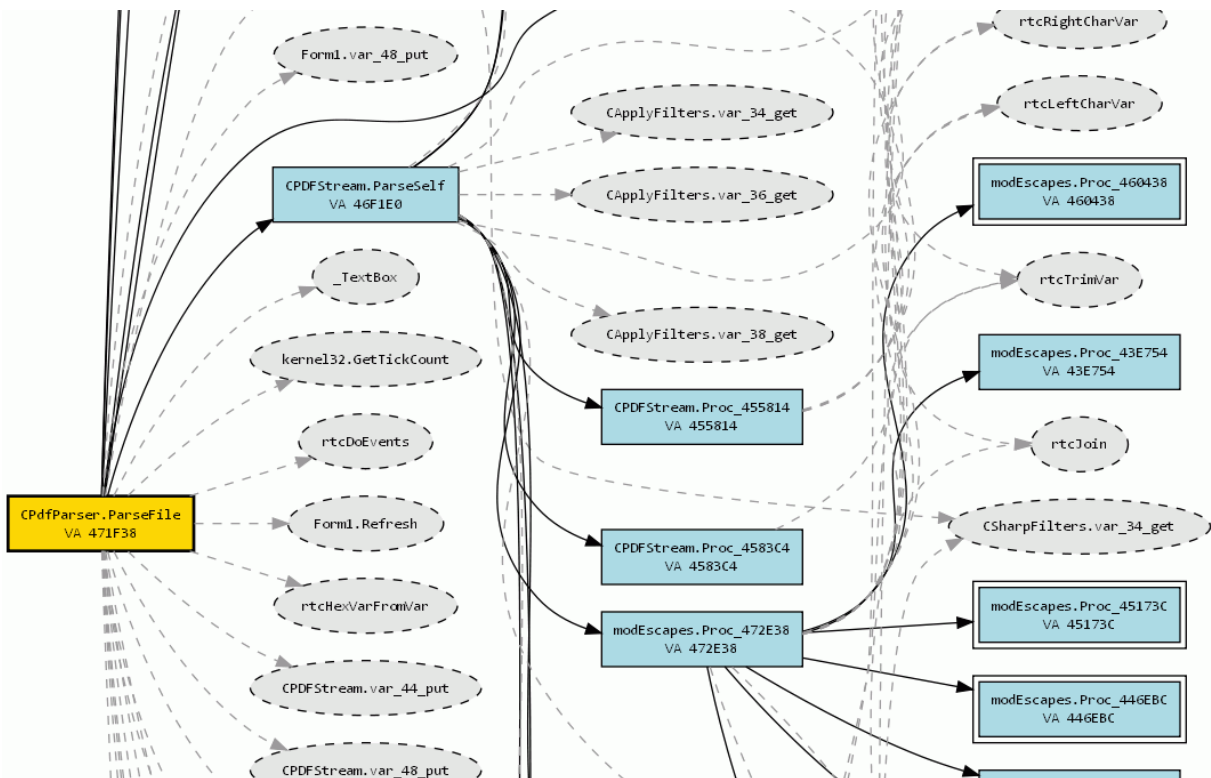 rtcRightCharVar
Form1.var_48_put
CApplyFilters.var_34_get
rtcLeftCharVar
CPDFStream.ParseSelf
VA 46F1E0
CApplyFilters.var_36_get
modEscapes.Proc_460438
VA 460438
_TextBox
rtcTrimVar
CApplyFilters.var_38_get
kernel32.GetTickCount
modEscapes.Proc_43E754
VA 43E754
CPDFStream.Proc_455814
VA 455814
rtcDoEvents
rtcJoin
CPdfParser.ParseFile
VA 471F38
Form1.Refresh
CSharpFilters.var_34_get
CPDFStream.Proc_4583C4
VA 4583C4
rtcHexVarFromVar
modEscapes.Proc_45173C
VA 45173C
modEscapes.Proc_472E38
VA 472E38
CPDFStream.var_44_put
modEscapes.Proc_446EBC
VA 446EBC
CPDFStream.var_48_put